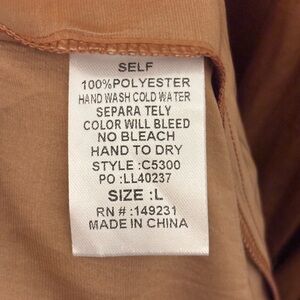 SELF
100%POLYESTER
HAND WASH COLD WATER
SEPARA TELY
COLOR WILL BLEED
NO BLEACH
HAND TO DRY
STYLE :C5300
PO :LL40237
SIZE :L
RN # :149231
MADE IN CHINA